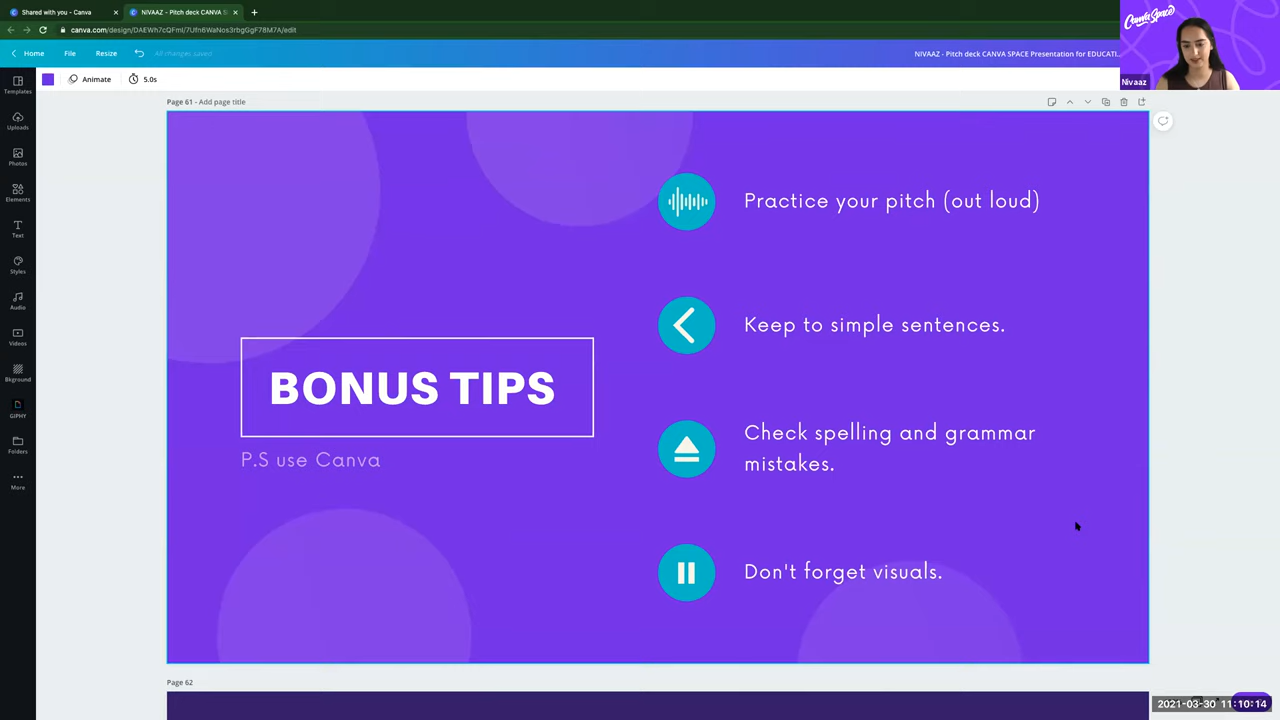 Shared with you - Canva
NIVAAZ - Pitch deck CANVA S
canva.com/design/DAEWh7cQFmI/7Ufn6WaNos3rbgGgF78M7A/edit
Canva Space
Home
File
Resize
All changes saved
NIVAAZ - Pitch deck CANVA SPACE Presentation for EDUCATI...
Nivaaz
Animate
5.0s
Templates
Uploads
Photos
Elements
Text
Styles
Audio
Videos
Bkground
GIPHY
Folders
More
Page 61 - Add page title
Practice your pitch (out loud)
Keep to simple sentences.
BONUS TIPS
P.S use Canva
Check spelling and grammar
mistakes.
Don't forget visuals.
Page 62
2021-03-30 11:10:14